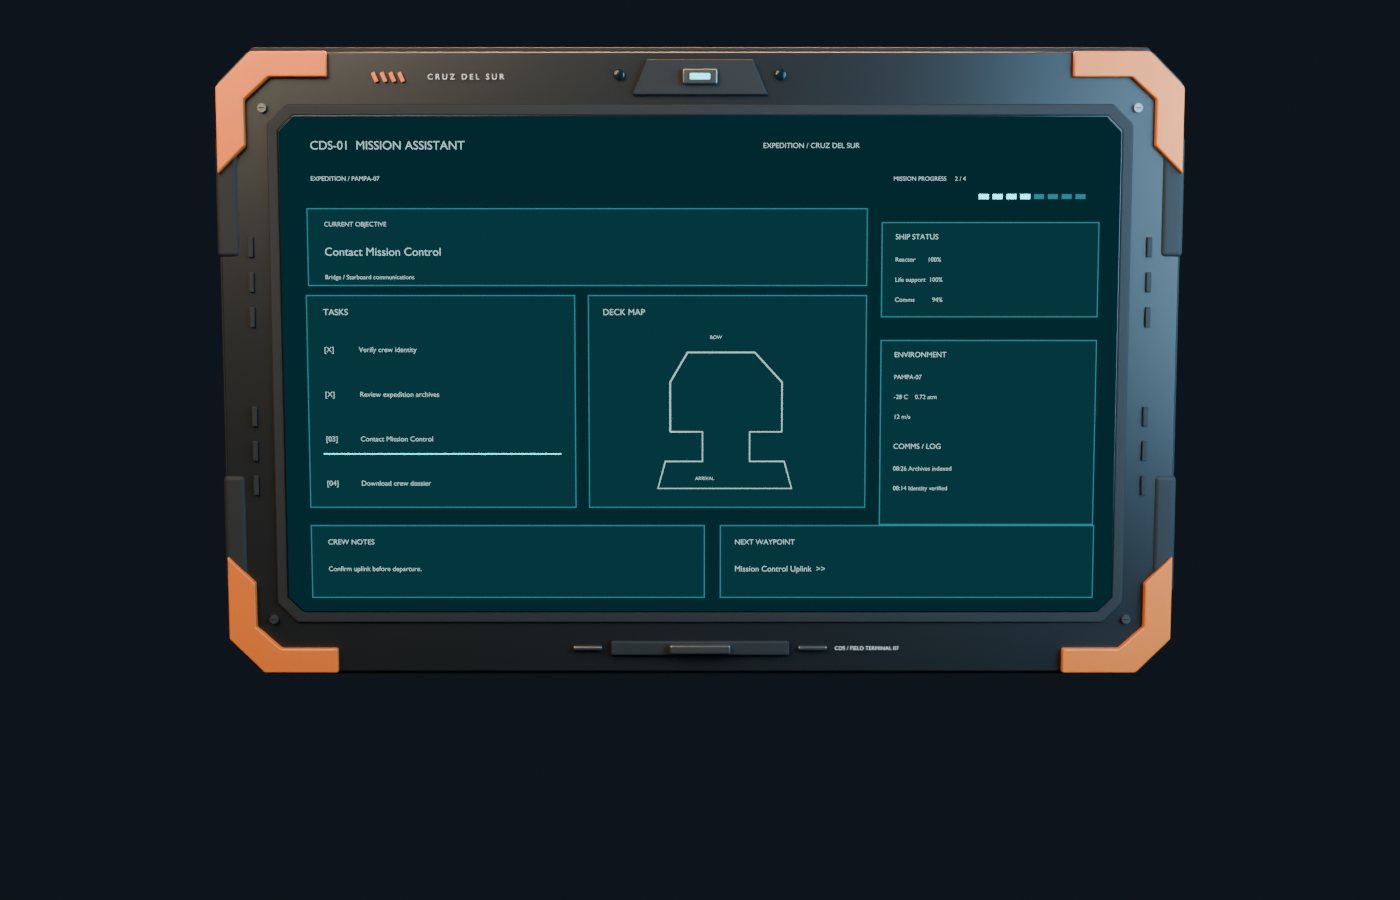 CRUZ DEL SUR
CDS-01 MISSION ASSISTANT
EXPEDITION / CRUZ DEL SUR
EXPEDITION / PAMPA-07
MISSION PROGRESS 2 / 4
CURRENT OBJECTIVE
Contact Mission Control
Bridge / Starboard communications
SHIP STATUS
Reactor 100%
Life support 100%
Comms 94%
TASKS
[X] Verify crew identity
[X] Review expedition archives
[03] Contact Mission Control
[04] Download crew dossier
DECK MAP
BOW
ARRIVAL
ENVIRONMENT
PAMPA-07
-28 C 0.72 atm
12 m/s
COMMS / LOG
08:26 Archives indexed
08:14 Identity verified
CREW NOTES
Confirm uplink before departure.
NEXT WAYPOINT
Mission Control Uplink >>
CDS / FIELD TERMINAL 07